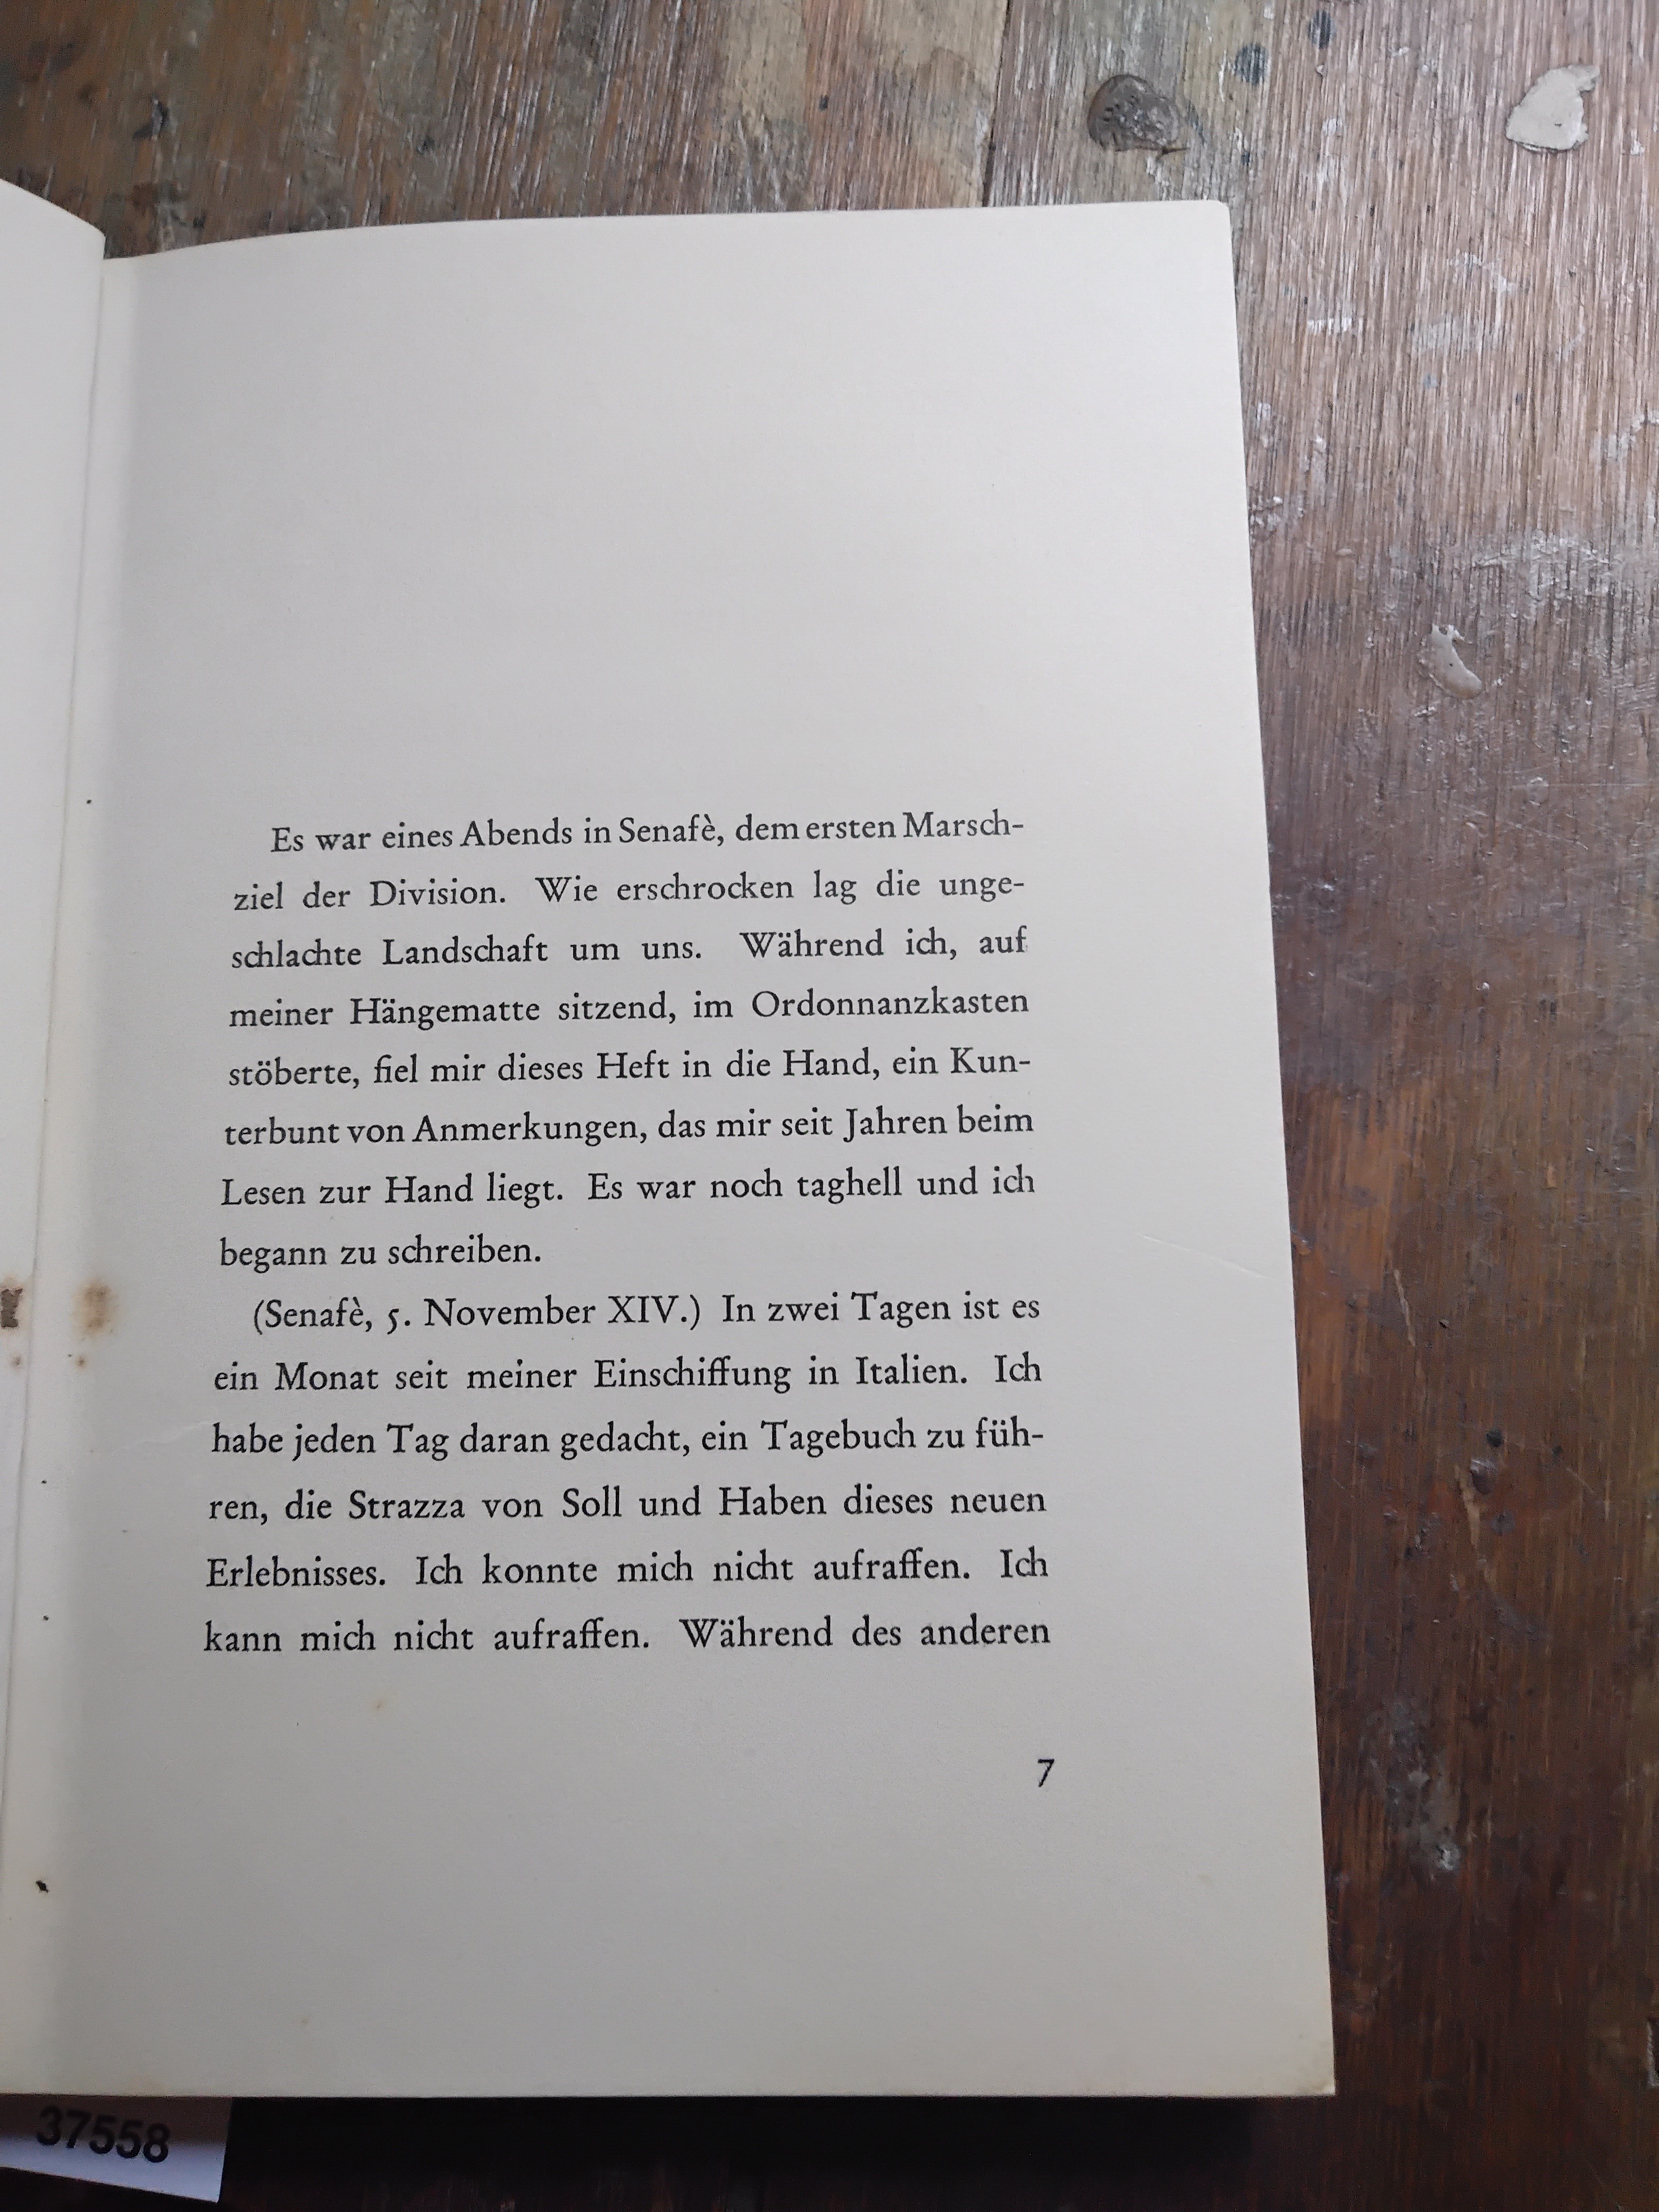 Es war eines Abends in Senafè, dem ersten Marsch-
ziel der Division. Wie erschrocken lag die unge-
schlachte Landschaft um uns. Während ich, auf
meiner Hängematte sitzend, im Ordonnanzkasten
stöberte, fiel mir dieses Heft in die Hand, ein Kun-
terbunt von Anmerkungen, das mir seit Jahren beim
Lesen zur Hand liegt. Es war noch taghell und ich
begann zu schreiben.
(Senafè, 5. November XIV.) In zwei Tagen ist es
ein Monat seit meiner Einschiffung in Italien. Ich
habe jeden Tag daran gedacht, ein Tagebuch zu füh-
ren, die Strazza von Soll und Haben dieses neuen
Erlebnisses. Ich konnte mich nicht aufraffen. Ich
kann mich nicht aufraffen. Während des anderen
7
37558